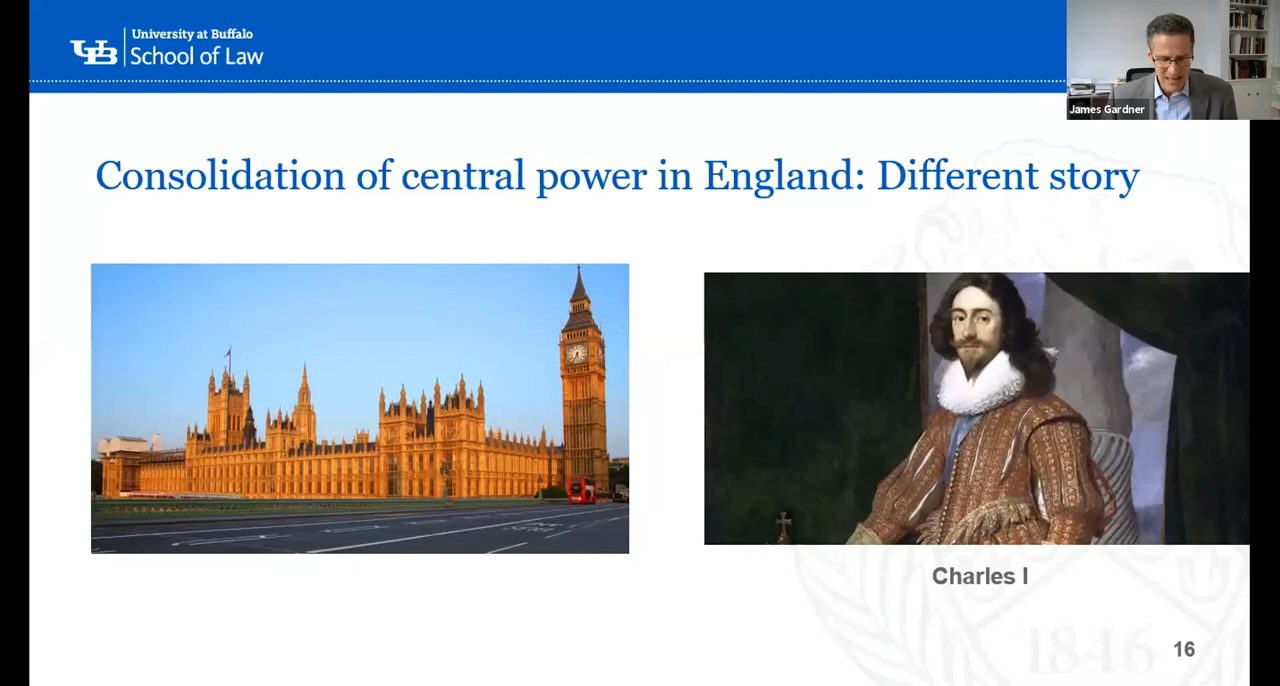 University at Buffalo
School of Law
UB
James Gardner
Consolidation of central power in England: Different story
Charles I
1846
16